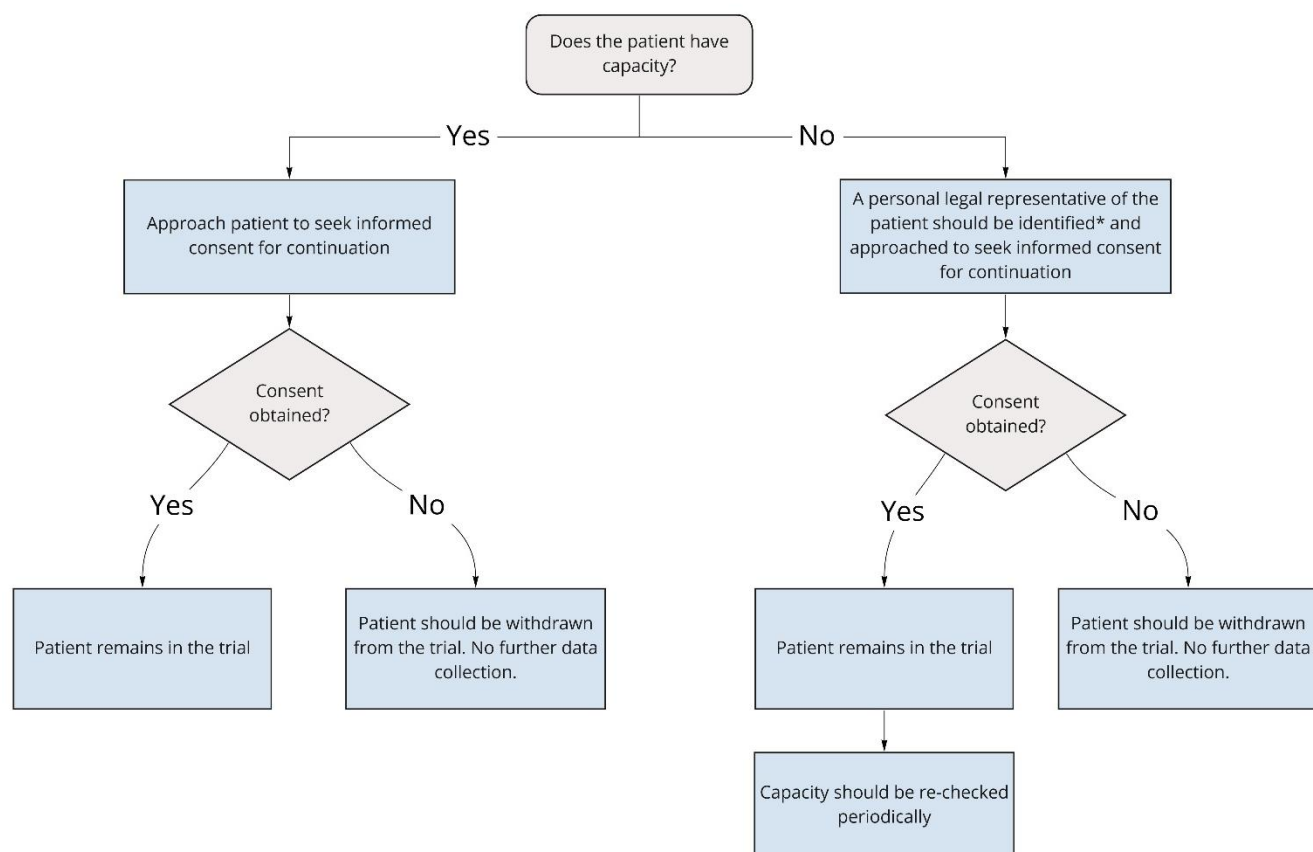 Does the patient have
capacity?
Yes
No
Approach patient to seek informed
consent for continuation
A personal legal representative of the
patient should be identified* and
approached to seek informed consent
for continuation
Consent
obtained?
Consent
obtained?
Yes
No
Yes
No
Patient remains in the trial
Patient should be withdrawn
from the trial. No further data
collection.
Patient remains in the trial
Patient should be withdrawn
from the trial. No further data
collection.
Capacity should be re-checked
periodically